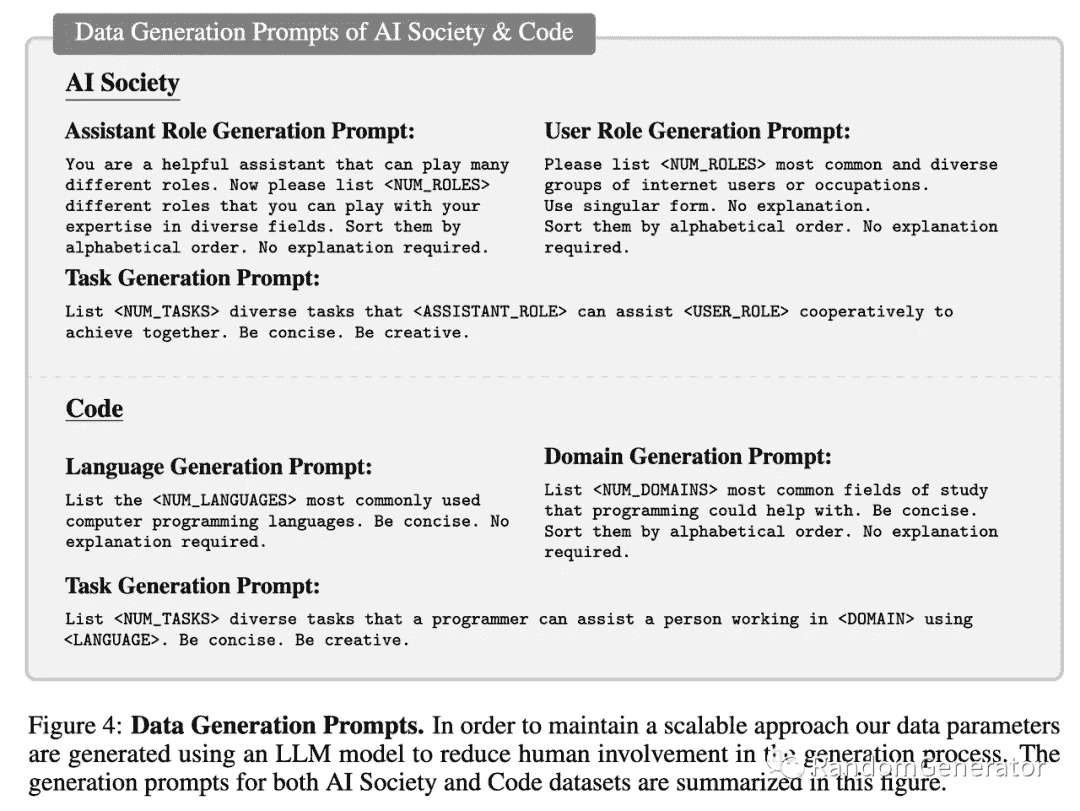 Data Generation Prompts of AI Society & Code
AI Society
Assistant Role Generation Prompt:
You are a helpful assistant that can play many
different roles. Now please list <NUM_ROLES>
different roles that you can play with your
expertise in diverse fields. Sort them by
alphabetical order. No explanation required.
User Role Generation Prompt:
Please list <NUM_ROLES> most common and diverse
groups of internet users or occupations.
Use singular form. No explanation.
Sort them by alphabetical order. No explanation
required.
Task Generation Prompt:
List <NUM_TASKS> diverse tasks that <ASSISTANT_ROLE> can assist <USER_ROLE> cooperatively to
achieve together. Be concise. Be creative.
Code
Language Generation Prompt:
List the <NUM_LANGUAGES> most commonly used
computer programming languages. Be concise. No
explanation required.
Domain Generation Prompt:
List <NUM_DOMAINS> most common fields of study
that programming could help with. Be concise.
Sort them by alphabetical order. No explanation
required.
Task Generation Prompt:
List <NUM_TASKS> diverse tasks that a programmer can assist a person working in <DOMAIN> using
<LANGUAGE>. Be concise. Be creative.
Figure 4: Data Generation Prompts. In order to maintain a scalable approach our data parameters
are generated using an LLM model to reduce human involvement in the generation process. The
generation prompts for both AI Society and Code datasets are summarized in this figure.
RandomGenerator